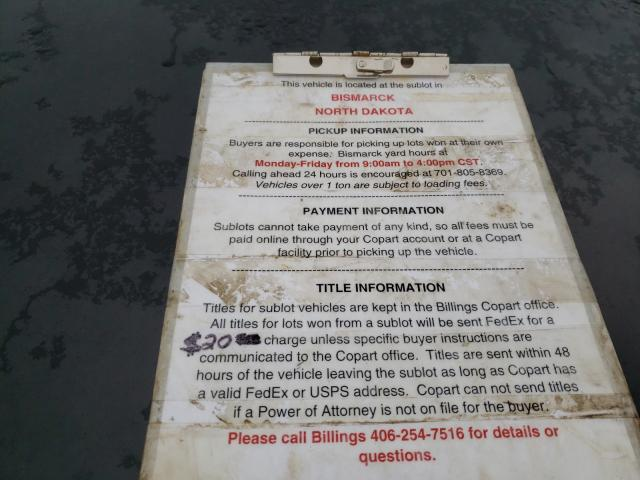 This vehicle is located at the sublot in
BISMARCK
NORTH DAKOTA
PICKUP INFORMATION
Buyers are responsible for picking up lots won at their own
expense. Bismarck yard hours at
Monday-Friday from 9:00am to 4:00pm CST.
Calling ahead 24 hours is encouraged at 701-805-8369.
Vehicles over 1 ton are subject to loading fees.
PAYMENT INFORMATION
Sublots cannot take payment of any kind, so all fees must be
paid online through your Copart account or at a Copart
facility prior to picking up the vehicle.
TITLE INFORMATION
Titles for sublot vehicles are kept in the Billings Copart office.
All titles for lots won from a sublot will be sent FedEx for a
$20 charge unless specific buyer instructions are
communicated to the Copart office. Titles are sent within 48
hours of the vehicle leaving the sublot as long as Copart has
a valid FedEx or USPS address. Copart can not send titles
if a Power of Attorney is not on file for the buyer.
Please call Billings 406-254-7516 for details or
questions.